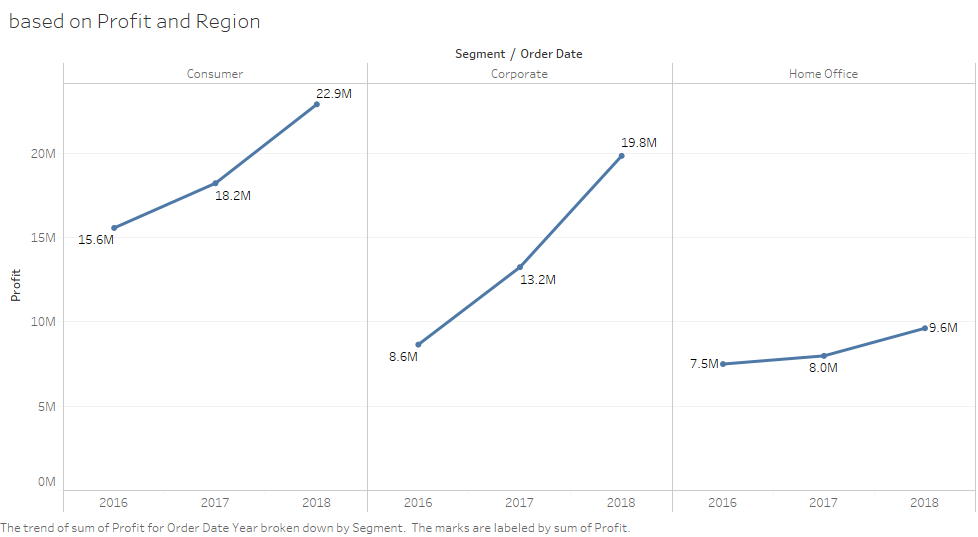 based on Profit and Region
Segment / Order Date
Consumer Corporate Home Office
22.9M
19.8M
20M
18.2M
15M
15.6M
13.2M
Profit
10M
9.6M
8.6M
7.5M
8.0M
5M
0M
2016 2017 2018 2016 2017 2018 2016 2017 2018
The trend of sum of Profit for Order Date Year broken down by Segment. The marks are labeled by sum of Profit.